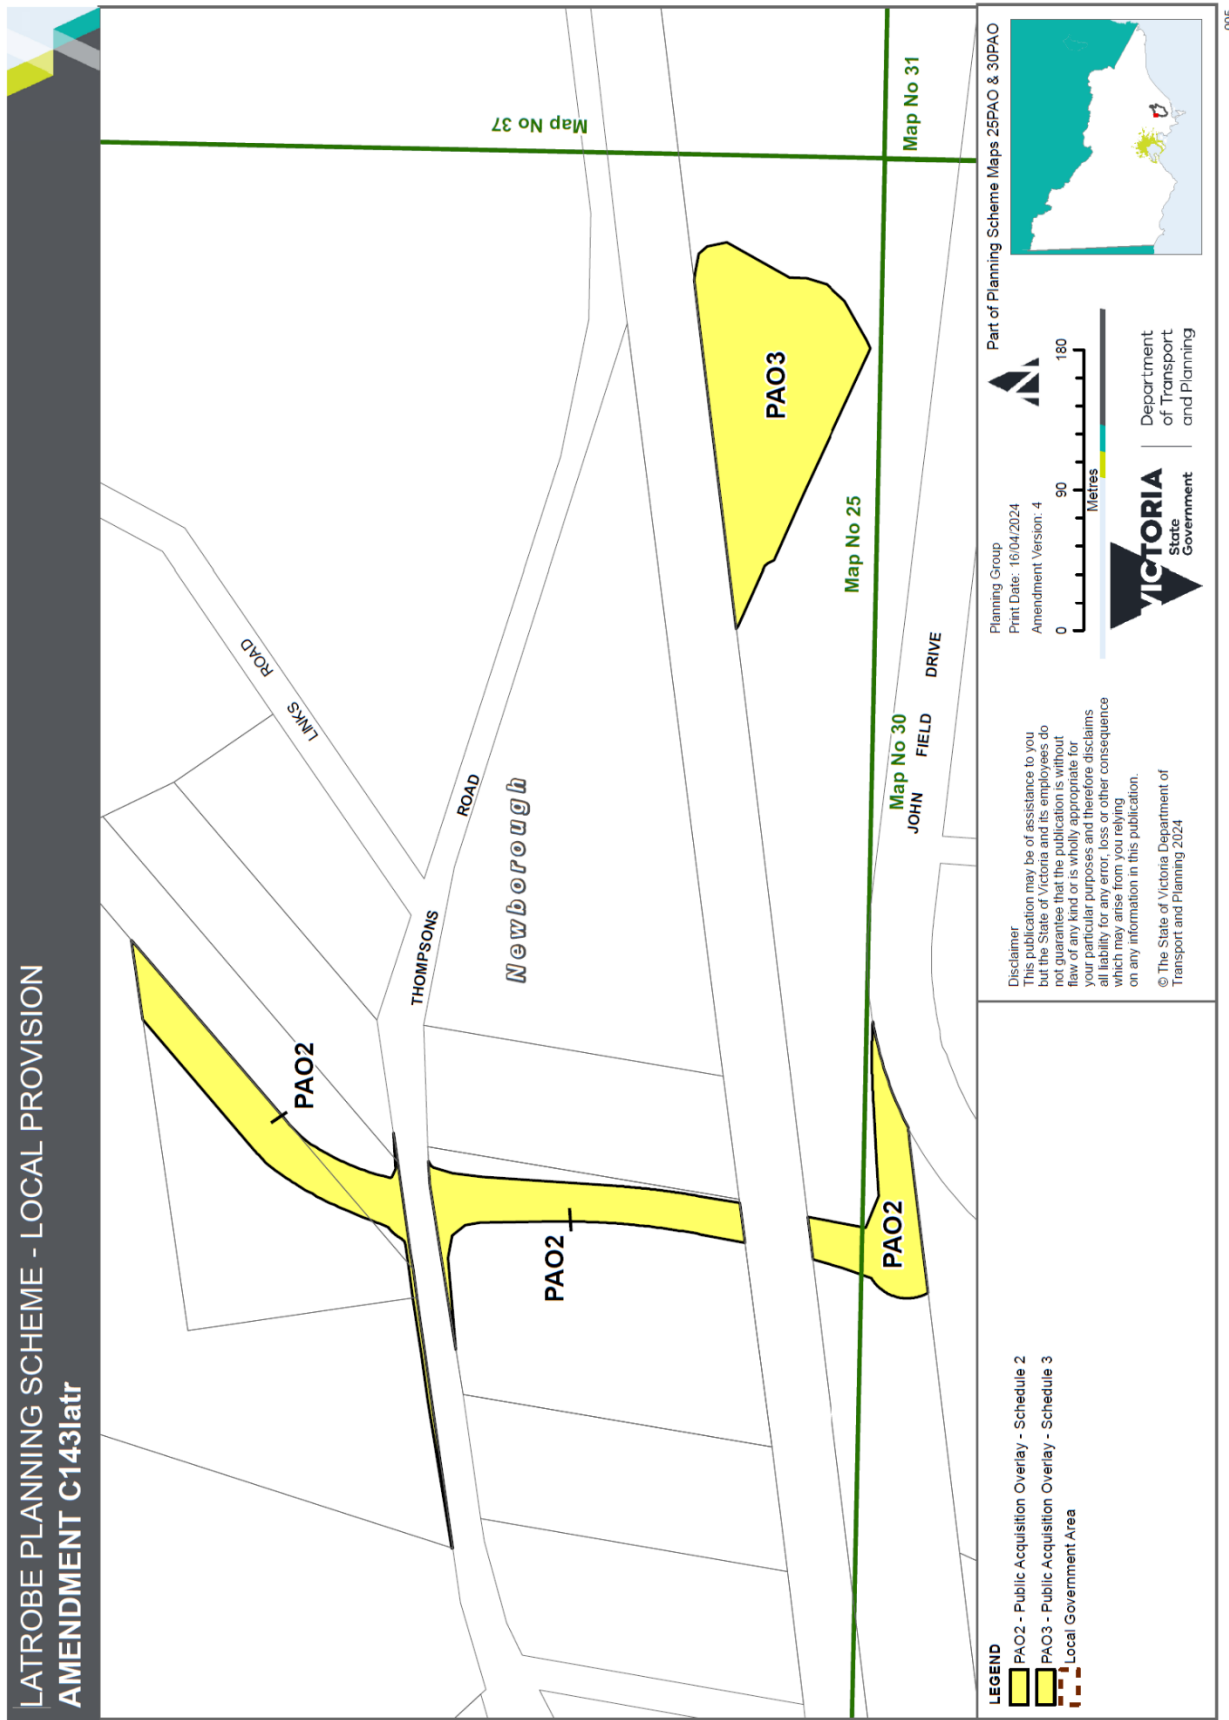 LATROBE PLANNING SCHEME - LOCAL PROVISION
AMENDMENT C143latr
LINKS ROAD
THOMPSONS ROAD
Newborough
PAO2
PAO2
PAO2
PAO3
Map No 37
Map No 25
Map No 31
Map No 30
JOHN FIELD DRIVE
LEGEND
PAO2 - Public Acquisition Overlay - Schedule 2
PAO3 - Public Acquisition Overlay - Schedule 3
Local Government Area
Disclaimer
This publication may be of assistance to you
but the State of Victoria and its employees do
not guarantee that the publication is without
flaw of any kind or is wholly appropriate for
your particular purposes and therefore disclaims
all liability for any error, loss or other consequence
which may arise from you relying
on any information in this publication.
© The State of Victoria Department of
Transport and Planning 2024
Planning Group
Print Date: 16/04/2024
Amendment Version: 4
0 90 180
Metres
VICTORIA
State
Government
Department
of Transport
and Planning
Part of Planning Scheme Maps 25PAO & 30PAO